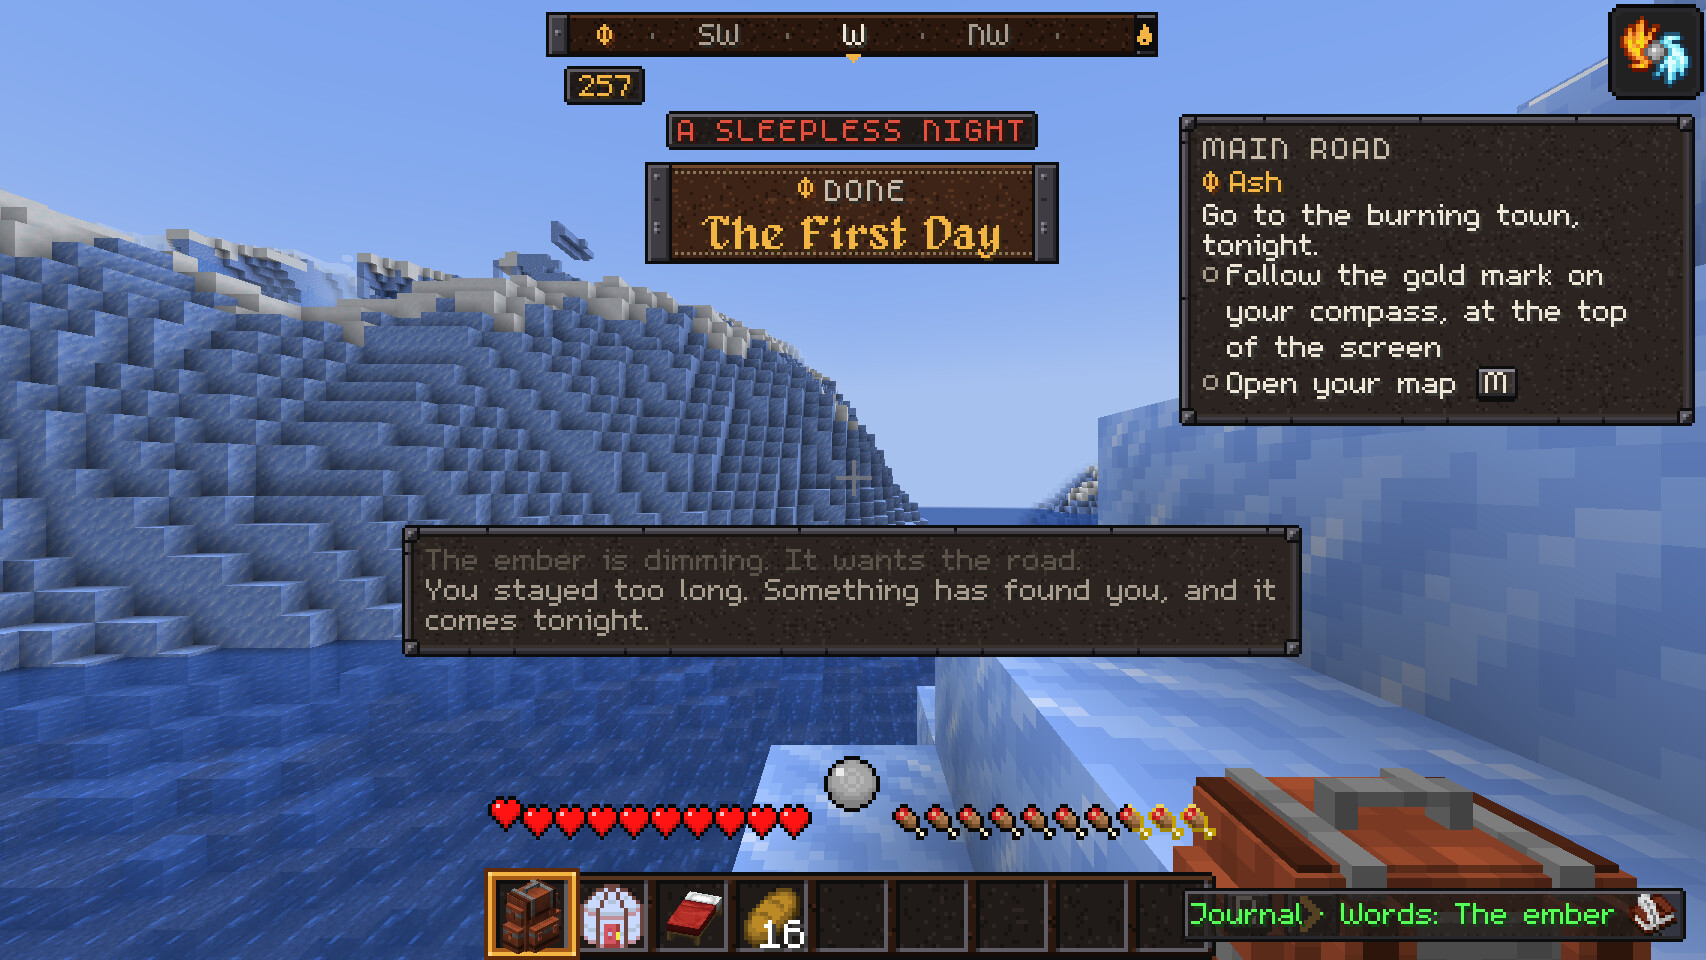 SW · W · NW
257
A SLEEPLESS NIGHT
DONE
The First Day
MAIN ROAD
Ash
Go to the burning town,
tonight.
Follow the gold mark on
your compass, at the top
of the screen
Open your map M
The ember is dimming. It wants the road.
You stayed too long. Something has found you, and it
comes tonight.
16
Journal · Words: The ember